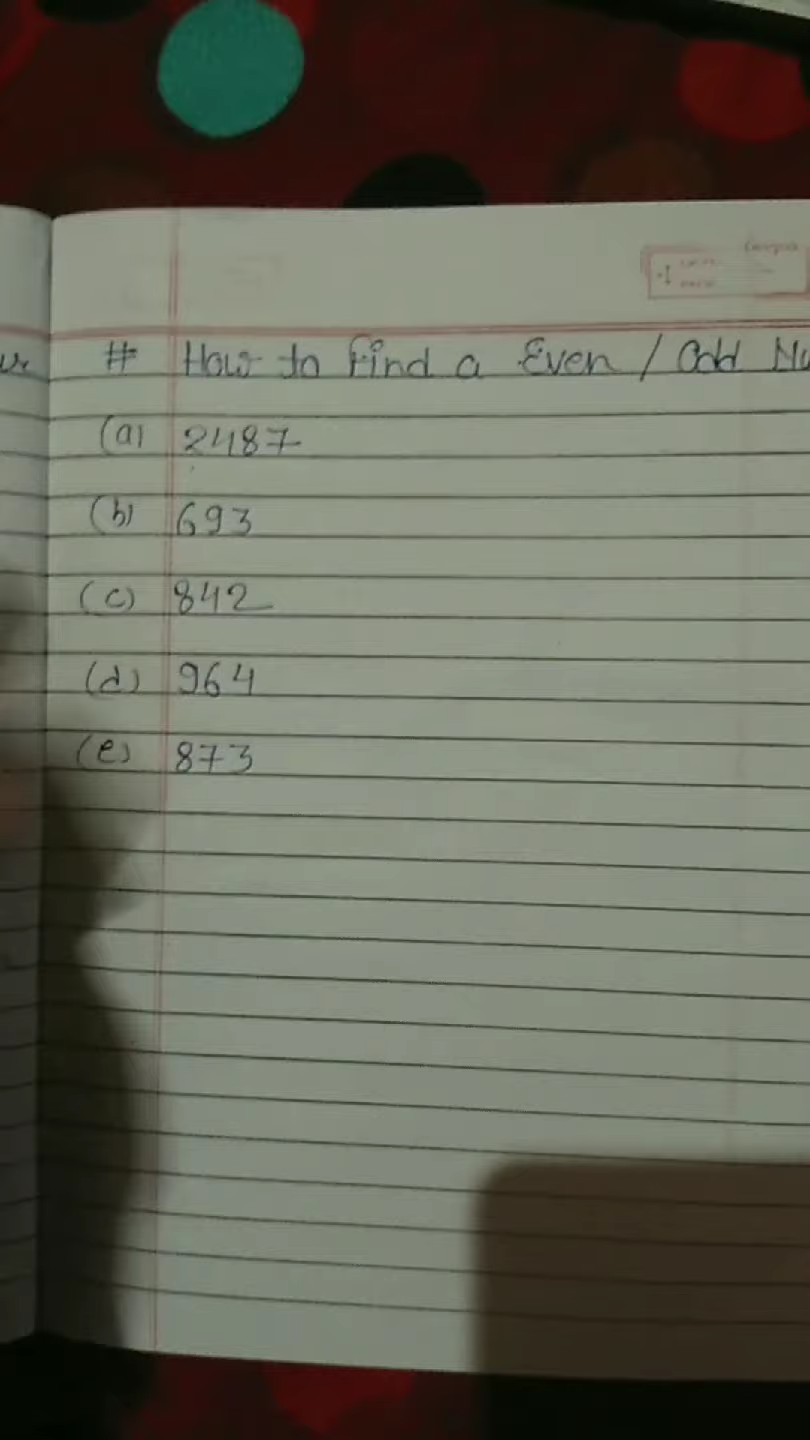 # How to Find a Even / Odd
(a) 2487
(b) 693
(c) 842
(d) 964
(e) 873